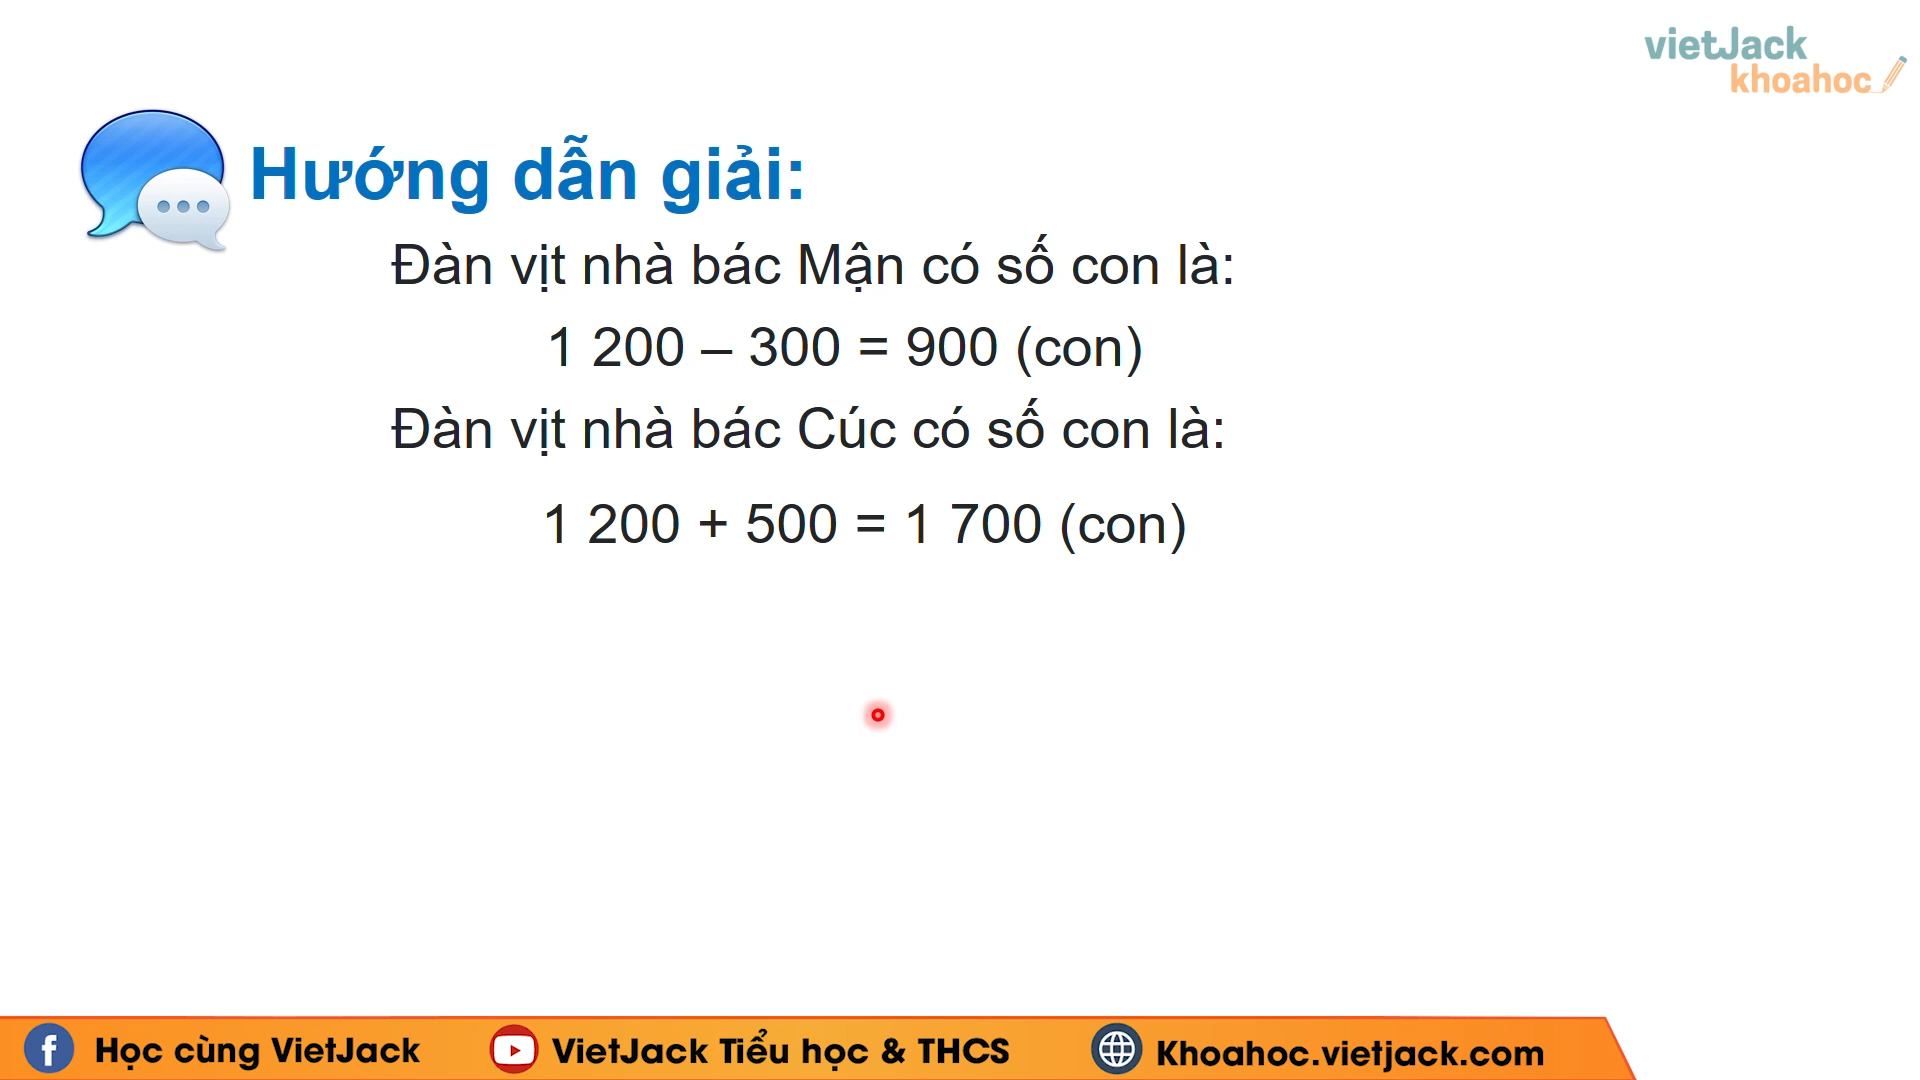 vietJack
khoahoc
Hướng dẫn giải:
Đàn vịt nhà bác Mận có số con là:
1 200 – 300 = 900 (con)
Đàn vịt nhà bác Cúc có số con là:
1 200 + 500 = 1 700 (con)
Học cùng VietJack
VietJack Tiểu học & THCS
Khoahoc.vietjack.com